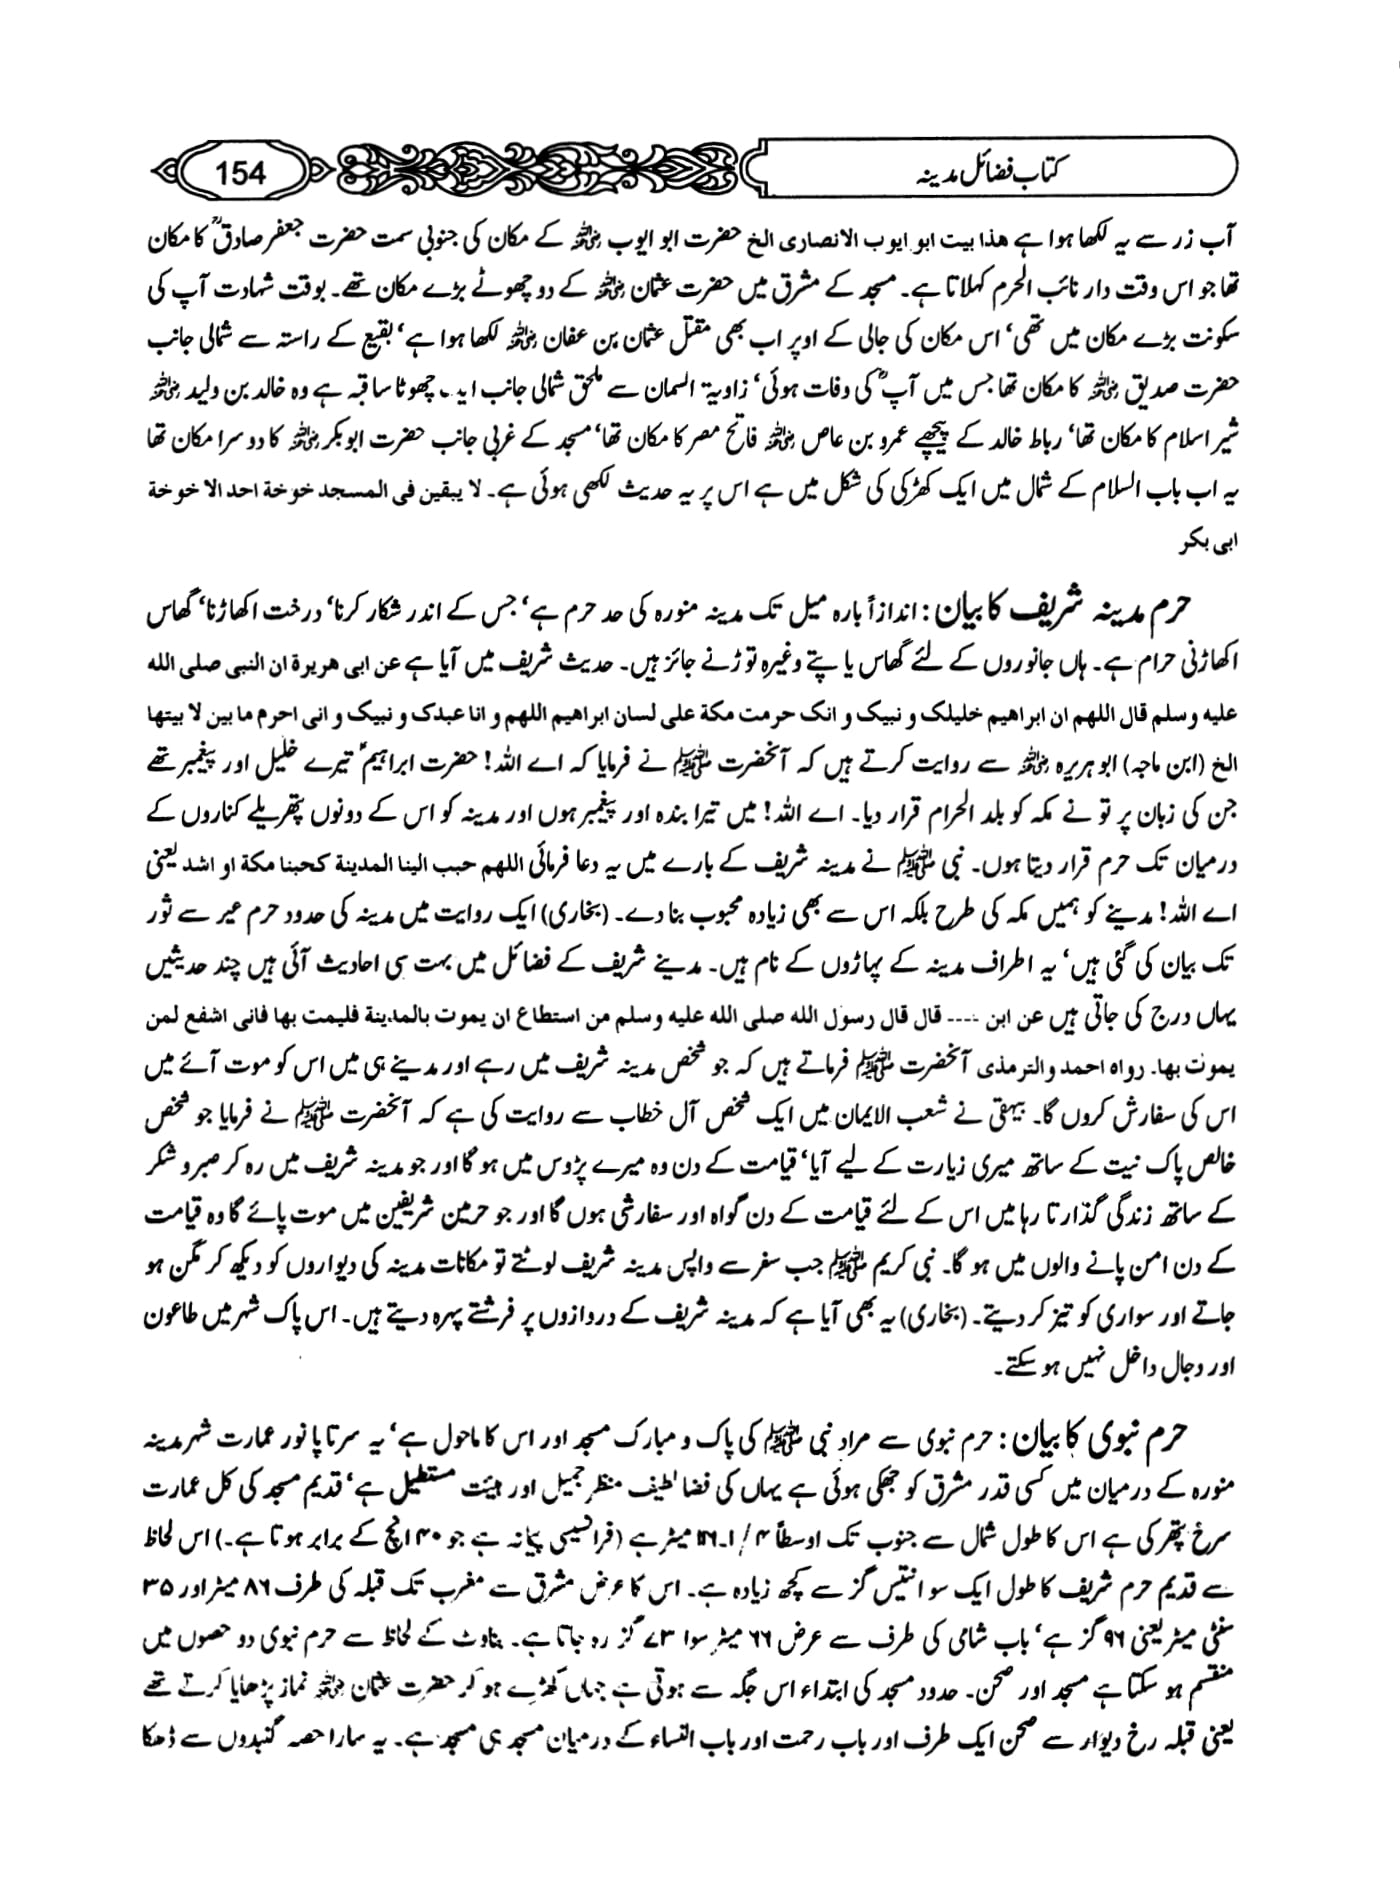 کتاب فضائل مدینہ
154
آب زر سے یہ لکھا ہوا ہے هذا بیت ابو ایوب الانصاری الخ حضرت ابو ایوب رضی اللہ عنہ کے مکان کی جنوبی سمت حضرت جعفر صادقؒ کا مکان
تھا جو اس وقت دار نائب الحرم کہلاتا ہے۔ مسجد کے مشرق میں حضرت عثمان رضی اللہ عنہ کے دو چھوٹے بڑے مکان تھے۔ بوقت شہادت آپ کی
سکونت بڑے مکان میں تھی‘ اس مکان کی جالی کے اوپر اب بھی مقتل عثمان بن عفان رضی اللہ عنہ لکھا ہوا ہے‘ بقیع کے راستہ سے شمالی جانب
حضرت صدیق رضی اللہ عنہ کا مکان تھا جس میں آپؓ کی وفات ہوئی‘ زاویۃ السمان سے ملحق شمالی جانب ایک چھوٹا سا قبہ ہے وہ خالد بن ولید رضی اللہ عنہ
شیر اسلام کا مکان تھا‘ رباط خالد کے پیچھے عمرو بن عاص رضی اللہ عنہ فاتح مصر کا مکان تھا‘ مسجد کے غربی جانب حضرت ابوبکر رضی اللہ عنہ کا دوسرا مکان تھا
یہ اب باب السلام کے شمال میں ایک کھڑکی کی شکل میں ہے اس پر یہ حدیث لکھی ہوئی ہے۔ لا یبقین فی المسجد خوخة احد الا خوخة
ابی بکر
حرم مدینہ شریف کا بیان : اندازاً بارہ میل تک مدینہ منورہ کی حد حرم ہے‘ جس کے اندر شکار کرنا‘ درخت اکھاڑنا‘ گھاس
اکھاڑنی حرام ہے۔ ہاں جانوروں کے لئے گھاس یا پتے وغیرہ توڑنے جائز ہیں۔ حدیث شریف میں آیا ہے عن ابی هریرة ان النبی صلی الله
علیه وسلم قال اللهم ان ابراهیم خلیلک و نبیک و انک حرمت مکة علی لسان ابراهیم اللهم و انا عبدک و نبیک و انی احرم ما بین لا بیتها
الخ (ابن ماجہ) ابو ہریرہ رضی اللہ عنہ سے روایت کرتے ہیں کہ آنحضرت ﷺ نے فرمایا کہ اے اللہ! حضرت ابراہیمؑ تیرے خلیل اور پیغمبر تھے
جن کی زبان پر تو نے مکہ کو بلد الحرام قرار دیا۔ اے اللہ! میں تیرا بندہ اور پیغمبر ہوں اور مدینہ کو اس کے دونوں پتھریلے کناروں کے
درمیان تک حرم قرار دیتا ہوں۔ نبی ﷺ نے مدینہ شریف کے بارے میں یہ دعا فرمائی اللهم حبب الینا المدینة کحبنا مکة او اشد یعنی
اے اللہ! مدینے کو ہمیں مکہ کی طرح بلکہ اس سے بھی زیادہ محبوب بنا دے۔ (بخاری) ایک روایت میں مدینہ کی حدود حرم عیر سے ثور
تک بیان کی گئی ہیں‘ یہ اطراف مدینہ کے پہاڑوں کے نام ہیں۔ مدینے شریف کے فضائل میں بہت سی احادیث آئی ہیں چند حدیثیں
یہاں درج کی جاتی ہیں عن ابن ۔۔۔۔ قال قال رسول الله صلی الله علیه وسلم من استطاع ان یموت بالمدینة فلیمت بها فانی اشفع لمن
یموت بها۔ رواه احمد والترمذی آنحضرت ﷺ فرماتے ہیں کہ جو شخص مدینہ شریف میں رہے اور مدینے ہی میں اس کو موت آئے میں
اس کی سفارش کروں گا۔ بیہقی نے شعب الایمان میں ایک شخص آل خطاب سے روایت کی ہے کہ آنحضرت ﷺ نے فرمایا جو شخص
خالص پاک نیت کے ساتھ میری زیارت کے لیے آیا‘ قیامت کے دن وہ میرے پڑوس میں ہو گا اور جو مدینہ شریف میں رہ کر صبر و شکر
کے ساتھ زندگی گذارتا رہا میں اس کے لئے قیامت کے دن گواہ اور سفارشی ہوں گا اور جو حرمین شریفین میں موت پائے گا وہ قیامت
کے دن امن پانے والوں میں ہو گا۔ نبی کریم ﷺ جب سفر سے واپس مدینہ شریف لوٹتے تو مکانات مدینہ کی دیواروں کو دیکھ کر مگن ہو
جاتے اور سواری کو تیز کر دیتے۔ (بخاری) یہ بھی آیا ہے کہ مدینہ شریف کے دروازوں پر فرشتے پہرہ دیتے ہیں۔ اس پاک شہر میں طاعون
اور دجال داخل نہیں ہو سکتے۔
حرم نبوی کا بیان : حرم نبوی سے مراد نبی ﷺ کی پاک و مبارک مسجد اور اس کا ماحول ہے‘ یہ سرتاپا نور عمارت شہر مدینہ
منورہ کے درمیان میں کسی قدر مشرق کو جھکی ہوئی ہے یہاں کی فضا لطیف منظر جمیل اور ہیئت مستطیل ہے‘ قدیم مسجد کی کل عمارت
سرخ پتھر کی ہے اس کا طول شمال سے جنوب تک اوسطاً ۴/۱۔۱۱۶ میٹر ہے (فرانسیسی پیمانہ ہے جو ۴۰ انچ کے برابر ہوتا ہے۔) اس لحاظ
سے قدیم حرم شریف کا طول ایک سو انتیس گز سے کچھ زیادہ ہے۔ اس کا عرض مشرق سے مغرب تک قبلہ کی طرف ۸۶ میٹر اور ۳۵
سنٹی میٹر یعنی ۹۶ گز ہے‘ باب شامی کی طرف سے عرض ۶۶ میٹر سوا ۷۳ گز رہ جاتا ہے۔ بناوٹ کے لحاظ سے حرم نبوی دو حصوں میں
منقسم ہو سکتا ہے مسجد اور صحن۔ حدود مسجد کی ابتداء اس جگہ سے ہوتی ہے جہاں کھڑے ہو کر حضرت عثمان رضی اللہ عنہ نماز پڑھایا کرتے تھے
یعنی قبلہ رخ دیوار سے صحن ایک طرف اور باب رحمت اور باب النساء کے درمیان مسجد ہی مسجد ہے۔ یہ سارا حصہ گنبدوں سے ڈھکا